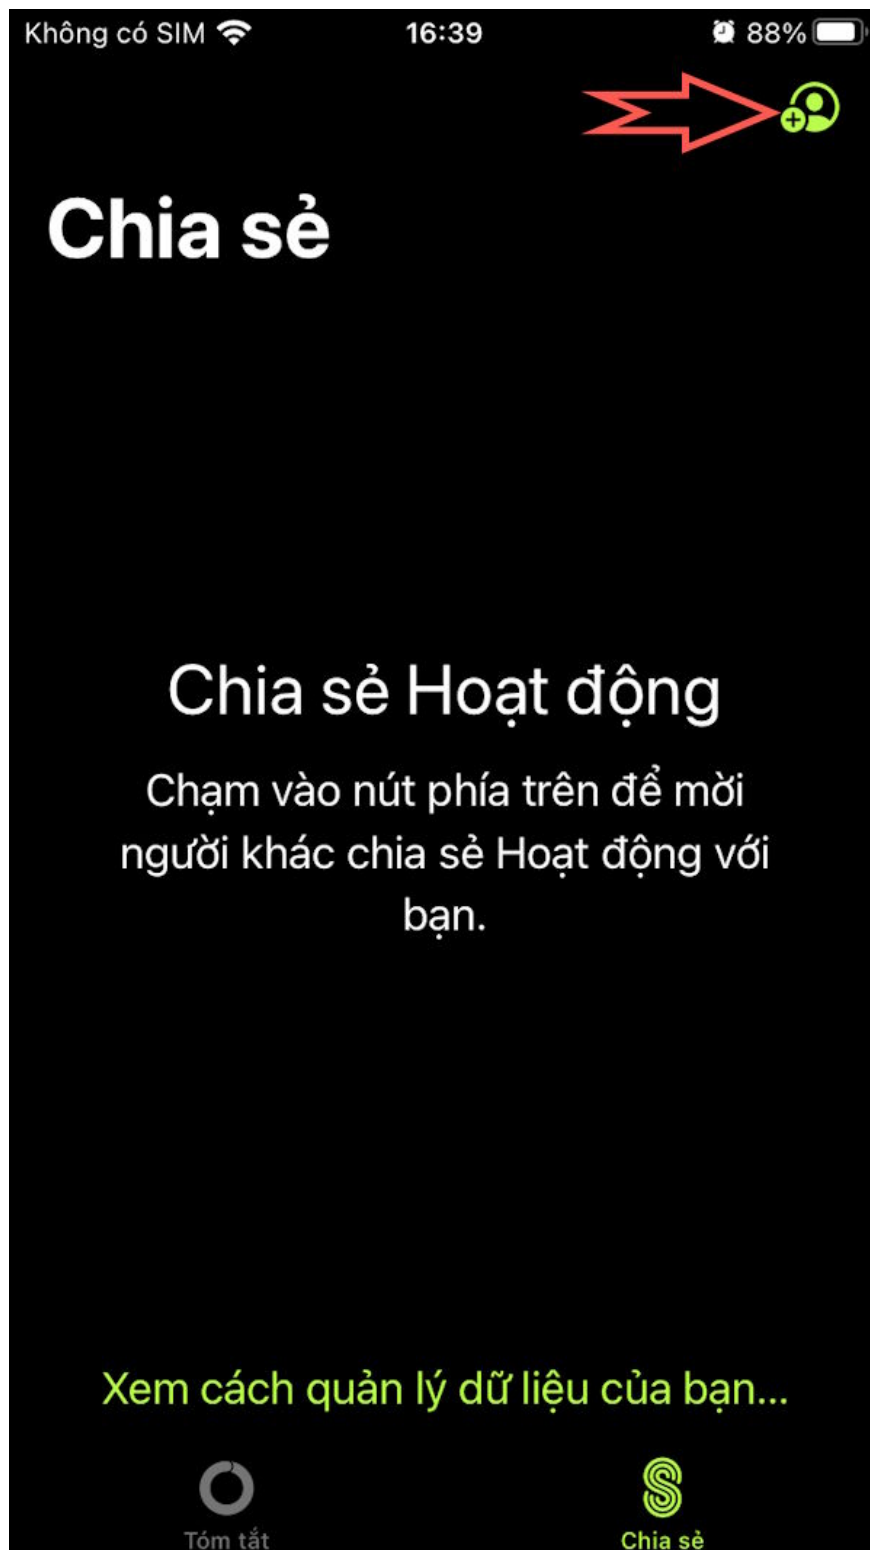 Không có SIM 16:39 88%
Chia sẻ
Chia sẻ Hoạt động
Chạm vào nút phía trên để mời
người khác chia sẻ Hoạt động với
bạn.
Xem cách quản lý dữ liệu của bạn...
Tóm tắt Chia sẻ